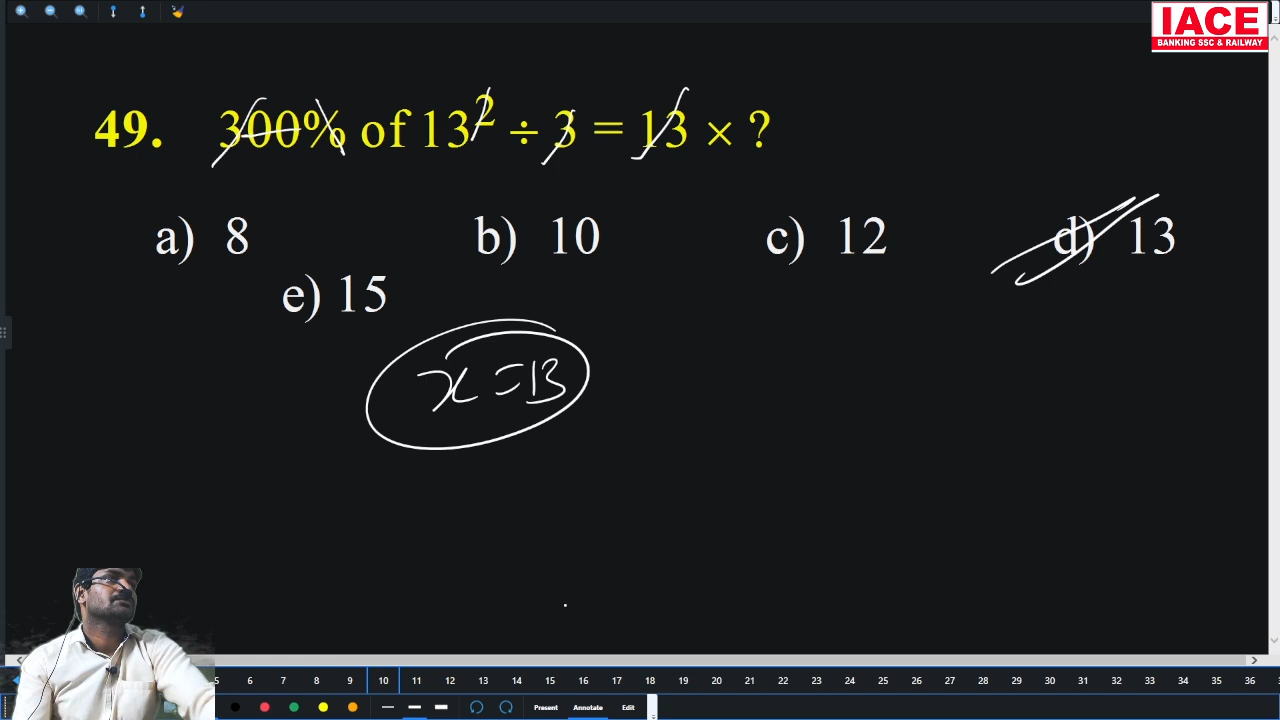 IACE
BANKING SSC & RAILWAY
49. 300% of 13² ÷ 3 = 13 × ?
a) 8 b) 10 c) 12 d) 13
e) 15
x = 13
5 6 7 8 9 10 11 12 13 14 15 16 17 18 19 20 21 22 23 24 25 26 27 28 29 30 31 32 33 34 35 36
Present Annotate Edit